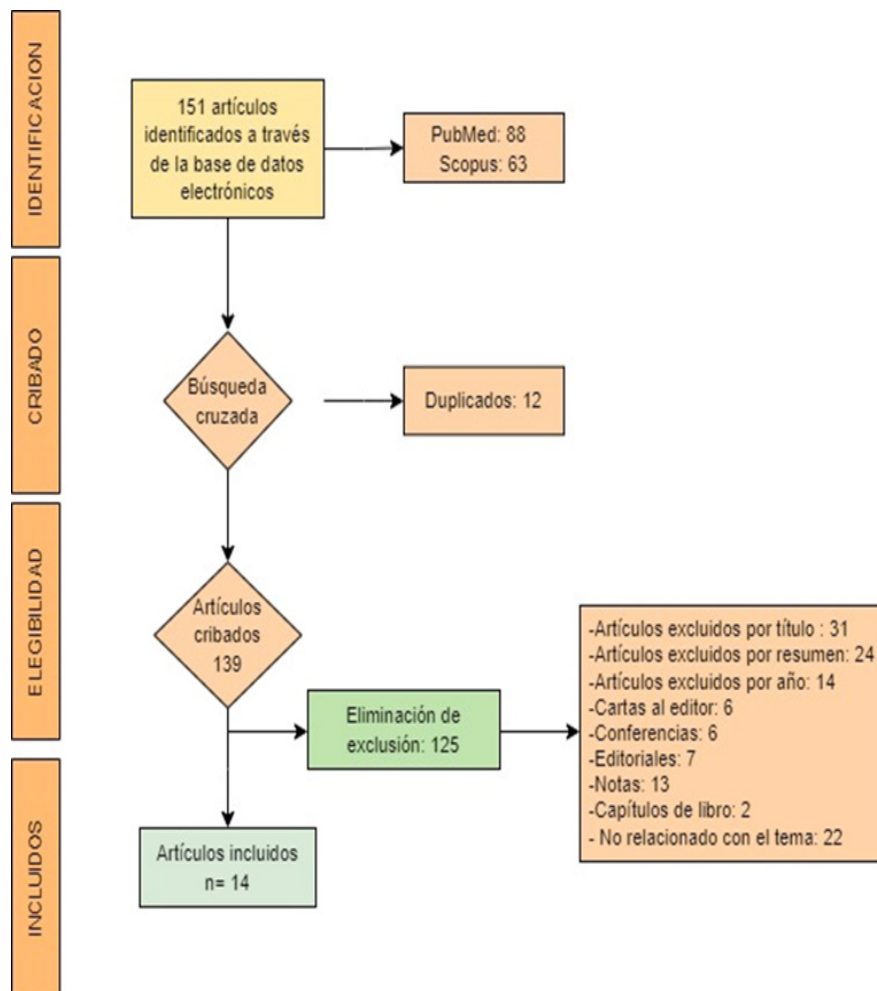 IDENTIFICACION
151 artículos
identificados a través
de la base de datos
electrónicos
PubMed: 88
Scopus: 63
CRIBADO
Búsqueda
cruzada
Duplicados: 12
ELEGIBILIDAD
Artículos
cribados
139
Eliminación de
exclusión: 125
-Artículos excluidos por título : 31
-Artículos excluidos por resumen: 24
-Artículos excluidos por año: 14
-Cartas al editor: 6
-Conferencias: 6
-Editoriales: 7
-Notas: 13
-Capítulos de libro: 2
- No relacionado con el tema: 22
INCLUIDOS
Artículos incluidos
n= 14